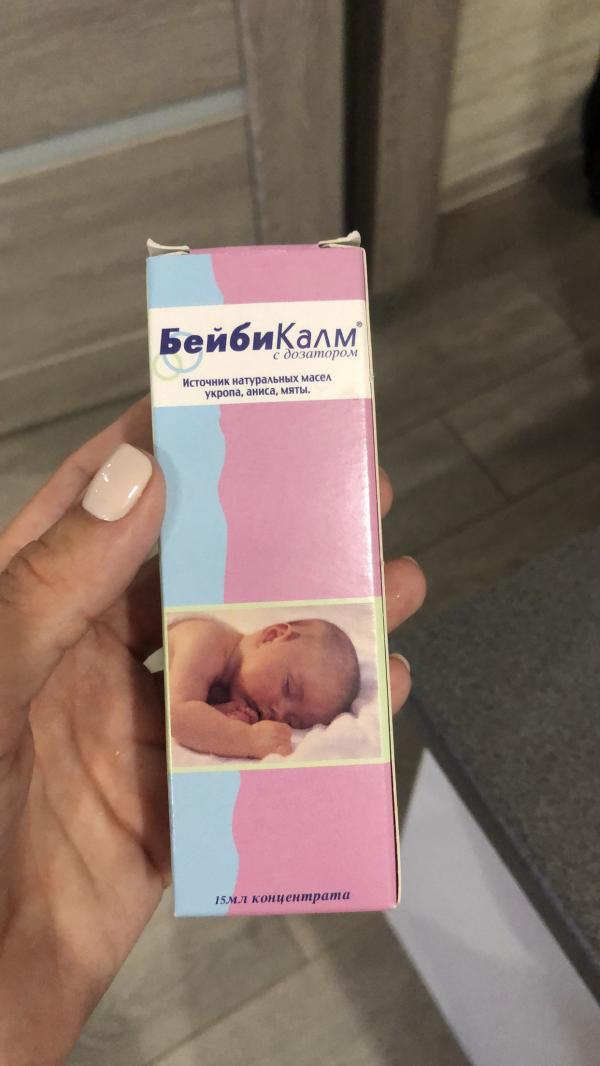 БейбиКалм®
с дозатором
Источник натуральных масел
укропа, аниса, мяты.
15мл концентрата